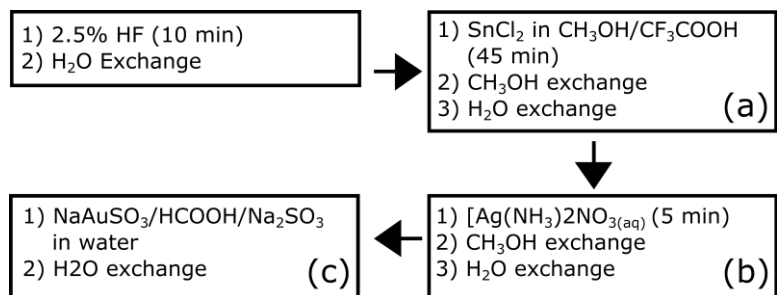 1) 2.5% HF (10 min)
2) H₂O Exchange
1) SnCl₂ in CH₃OH/CF₃COOH
(45 min)
2) CH₃OH exchange
3) H₂O exchange
(a)
1) [Ag(NH₃)2NO₃₍ₐq₎ (5 min)
2) CH₃OH exchange
3) H₂O exchange
(b)
1) NaAuSO₃/HCOOH/Na₂SO₃
in water
2) H2O exchange
(c)